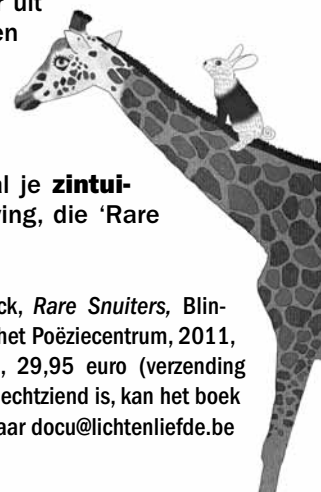 uit
en
al je zintui-
ing, die ‘Rare
ck, Rare Snuiters, Blin-
het Poëziecentrum, 2011,
, 29,95 euro (verzending
echtziend is, kan het boek
aar docu@lichtenliefde.be